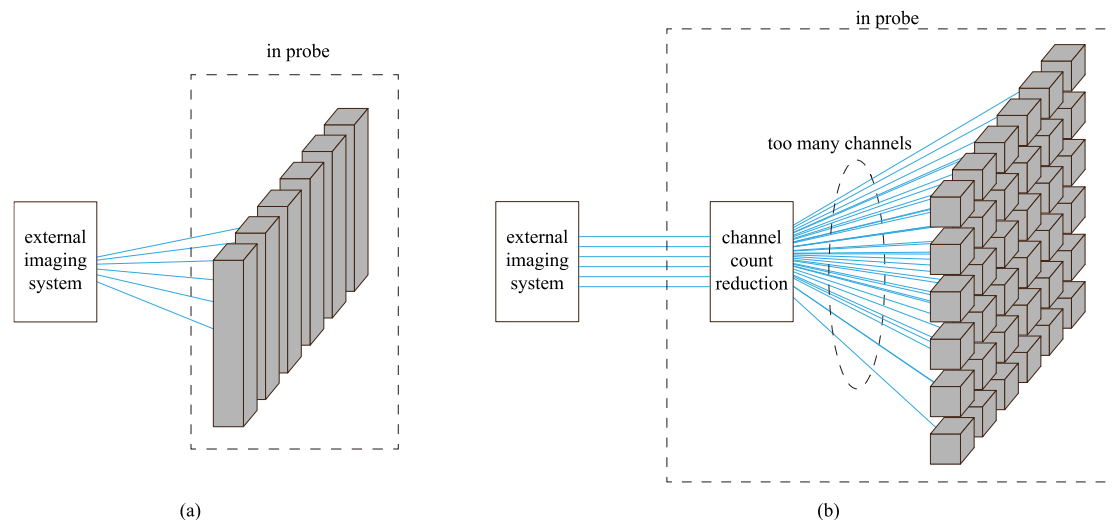 in probe
external
imaging
system
(a)
in probe
too many channels
external
imaging
system
channel
count
reduction
(b)